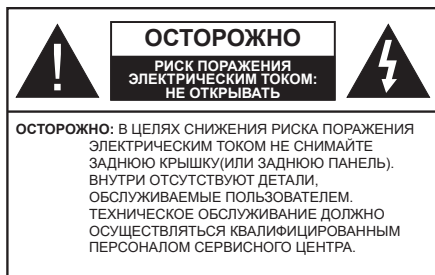 ОСТОРОЖНО
РИСК ПОРАЖЕНИЯ
ЭЛЕКТРИЧЕСКИМ ТОКОМ:
НЕ ОТКРЫВАТЬ
ОСТОРОЖНО: В ЦЕЛЯХ СНИЖЕНИЯ РИСКА ПОРАЖЕНИЯ
ЭЛЕКТРИЧЕСКИМ ТОКОМ НЕ СНИМАЙТЕ
ЗАДНЮЮ КРЫШКУ(ИЛИ ЗАДНЮЮ ПАНЕЛЬ).
ВНУТРИ ОТСУТСТВУЮТ ДЕТАЛИ,
ОБСЛУЖИВАЕМЫЕ ПОЛЬЗОВАТЕЛЕМ.
ТЕХНИЧЕСКОЕ ОБСЛУЖИВАНИЕ ДОЛЖНО
ОСУЩЕСТВЛЯТЬСЯ КВАЛИФИЦИРОВАННЫМ
ПЕРСОНАЛОМ СЕРВИСНОГО ЦЕНТРА.